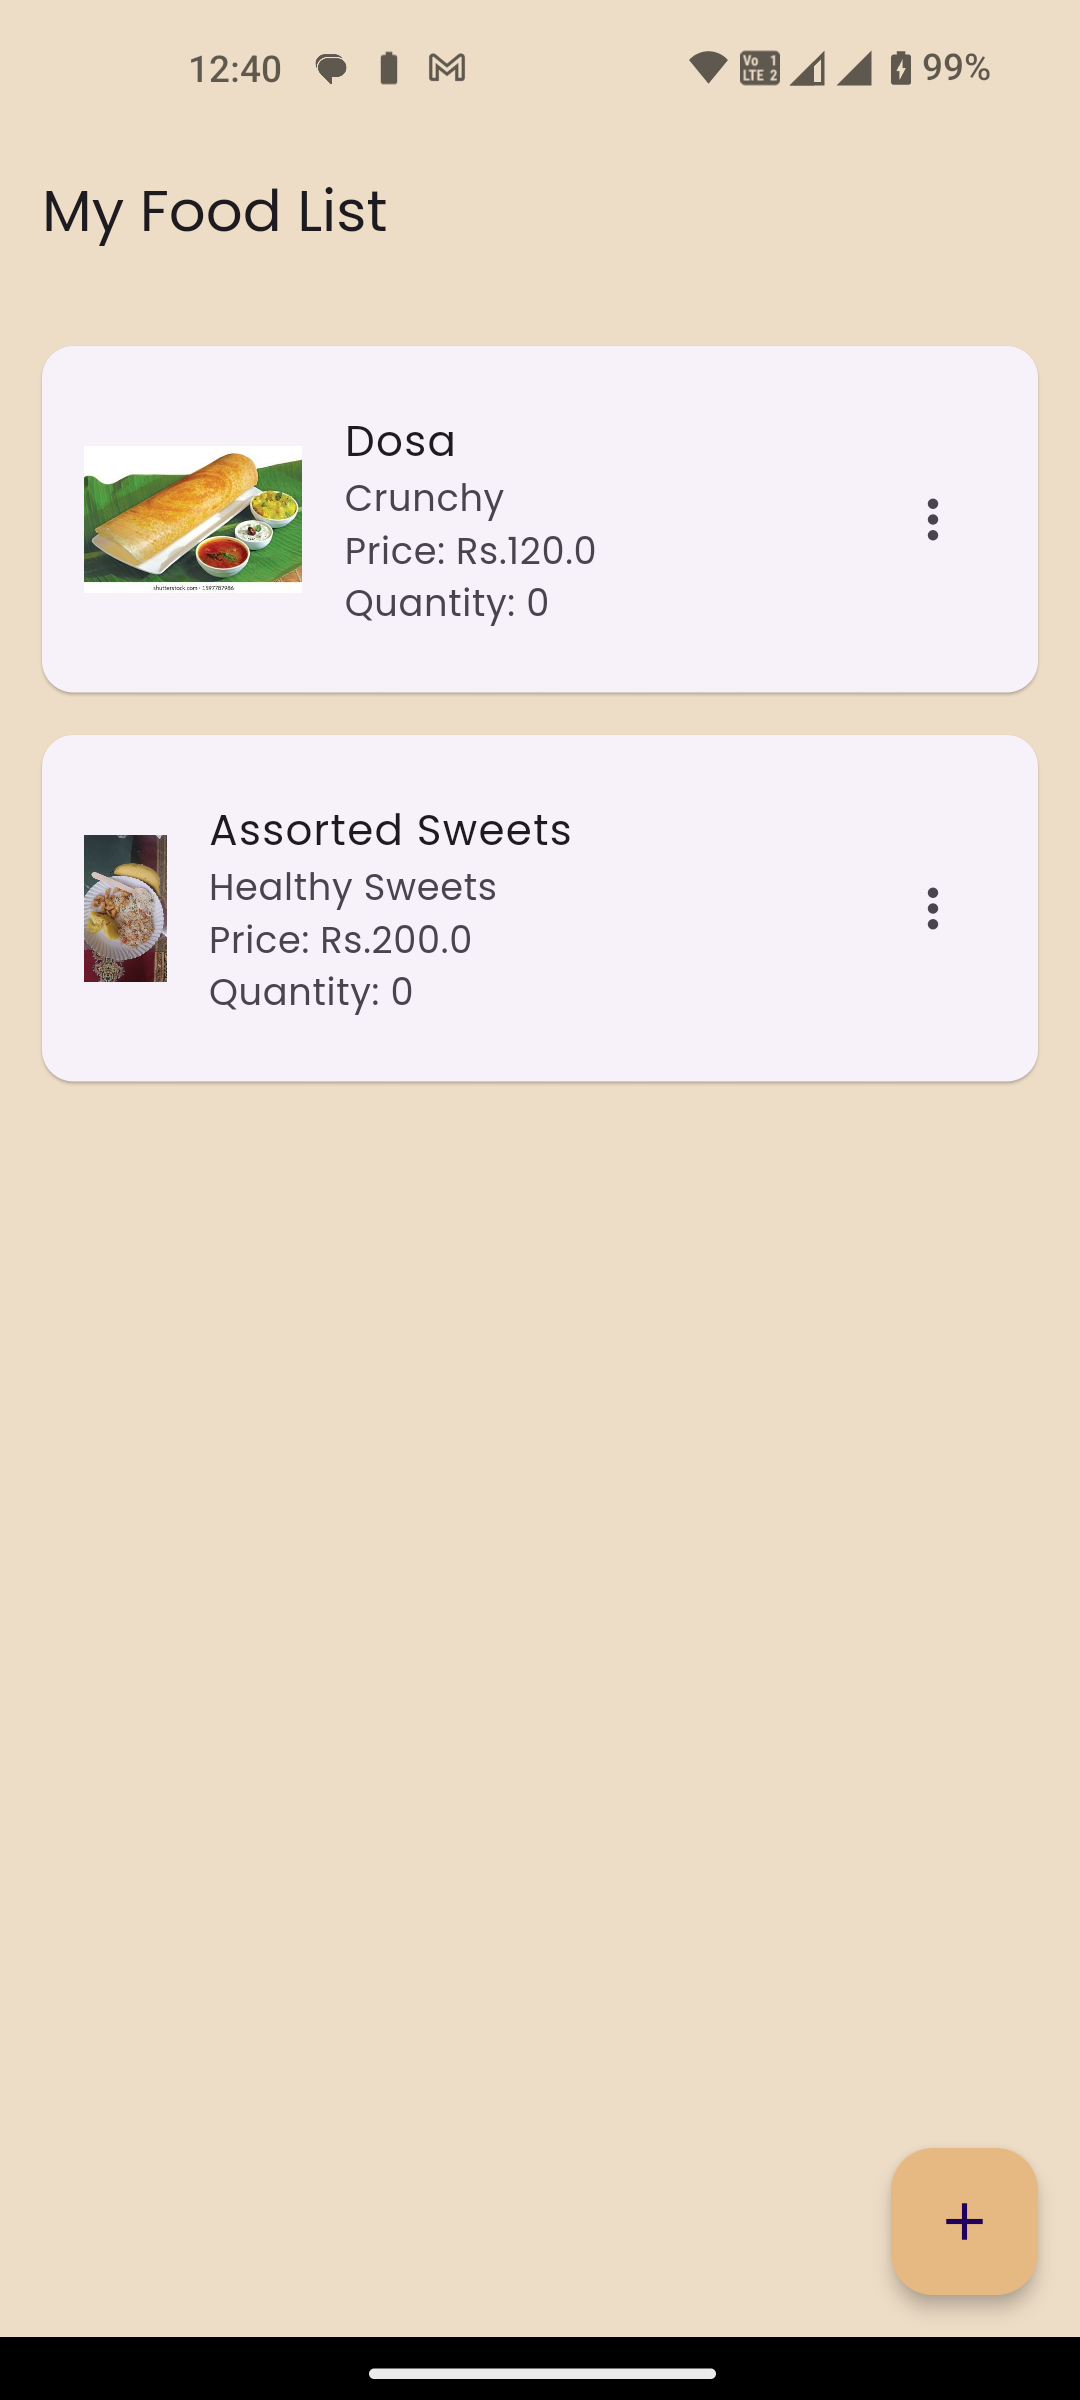 12:40
Vo 1
LTE 2
99%
My Food List
Dosa
Crunchy
Price: Rs.120.0
Quantity: 0
shutterstock.com · 1597787986
Assorted Sweets
Healthy Sweets
Price: Rs.200.0
Quantity: 0